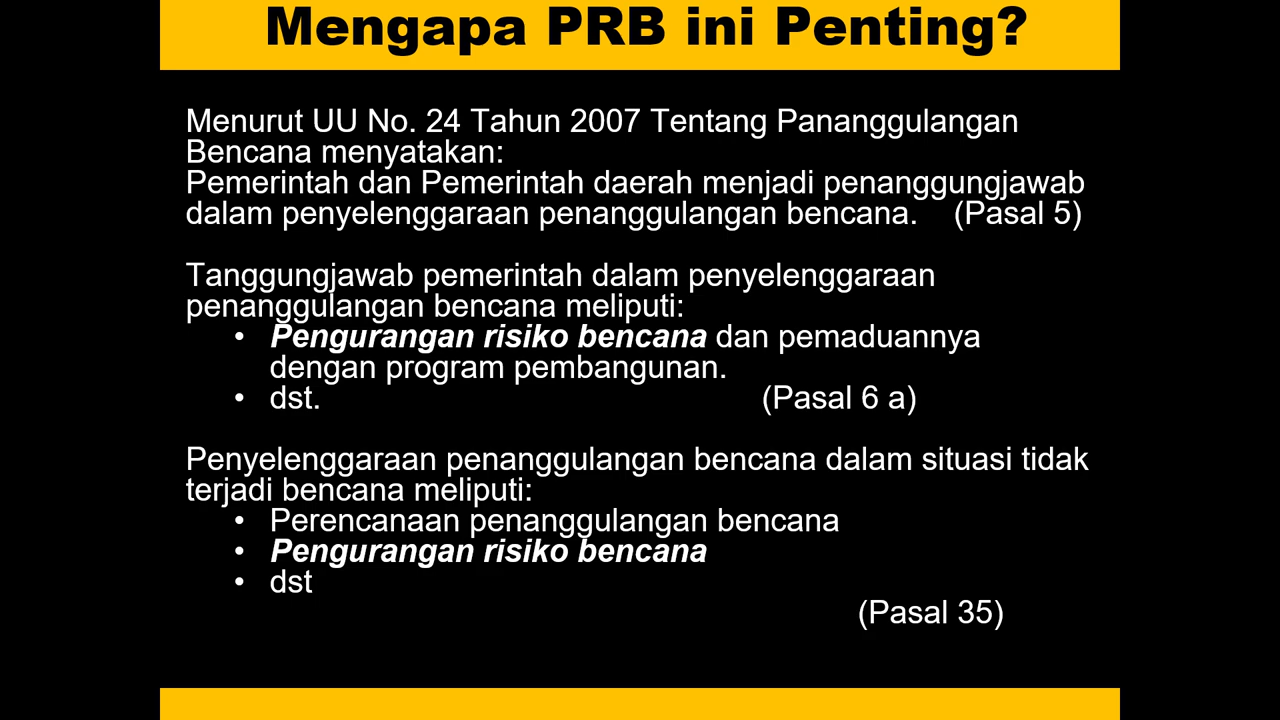 Mengapa PRB ini Penting?
Menurut UU No. 24 Tahun 2007 Tentang Pananggulangan
Bencana menyatakan:
Pemerintah dan Pemerintah daerah menjadi penanggungjawab
dalam penyelenggaraan penanggulangan bencana. (Pasal 5)
Tanggungjawab pemerintah dalam penyelenggaraan
penanggulangan bencana meliputi:
• Pengurangan risiko bencana dan pemaduannya
dengan program pembangunan.
• dst. (Pasal 6 a)
Penyelenggaraan penanggulangan bencana dalam situasi tidak
terjadi bencana meliputi:
• Perencanaan penanggulangan bencana
• Pengurangan risiko bencana
• dst
(Pasal 35)